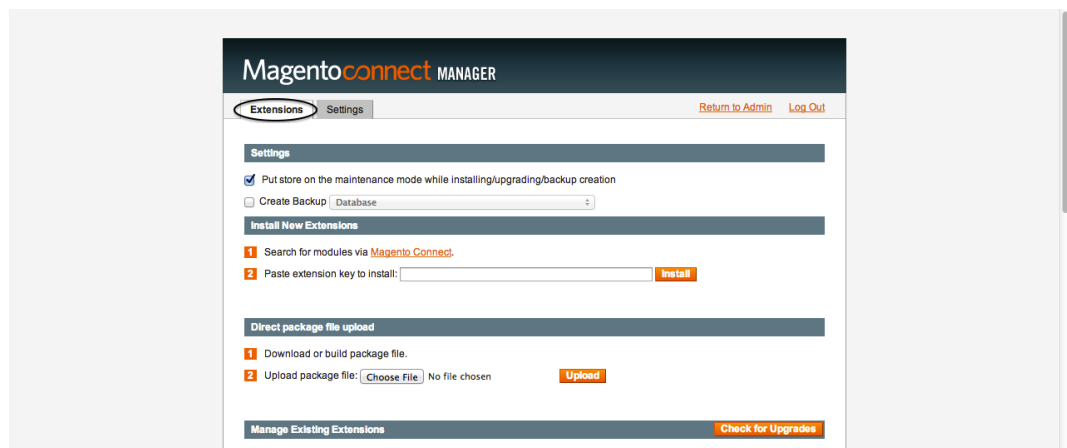 Magentoconnect MANAGER
Extensions Settings Return to Admin Log Out
Settings
Put store on the maintenance mode while installing/upgrading/backup creation
Create Backup Database
Install New Extensions
1 Search for modules via Magento Connect.
2 Paste extension key to install: Install
Direct package file upload
1 Download or build package file.
2 Upload package file: Choose File No file chosen Upload
Manage Existing Extensions Check for Upgrades